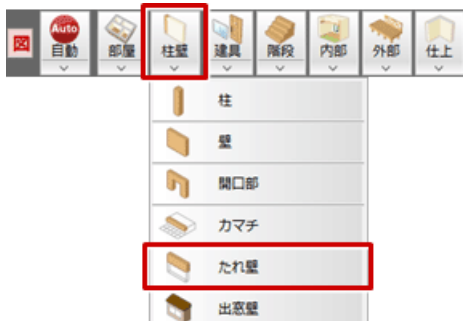 Auto
自動
部屋
柱壁
建具
階段
内部
外部
仕上
柱
壁
開口部
カマチ
たれ壁
出窓壁